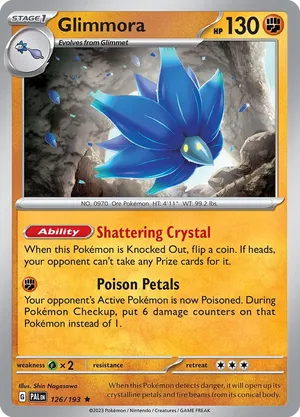 STAGE 1 Glimmora HP 130
Evolves from Glimmet
NO. 0970 Ore Pokémon HT: 4'11" WT: 99.2 lbs.
Ability Shattering Crystal
When this Pokémon is Knocked Out, flip a coin. If heads,
your opponent can't take any Prize cards for it.
Poison Petals
Your opponent's Active Pokémon is now Poisoned. During
Pokémon Checkup, put 6 damage counters on that
Pokémon instead of 1.
weakness ×2 resistance retreat
Illus. Shin Nagasawa
G PAL EN 126/193 ★
When this Pokémon detects danger, it will open up its
crystalline petals and fire beams from its conical body.
©2023 Pokémon / Nintendo / Creatures / GAME FREAK